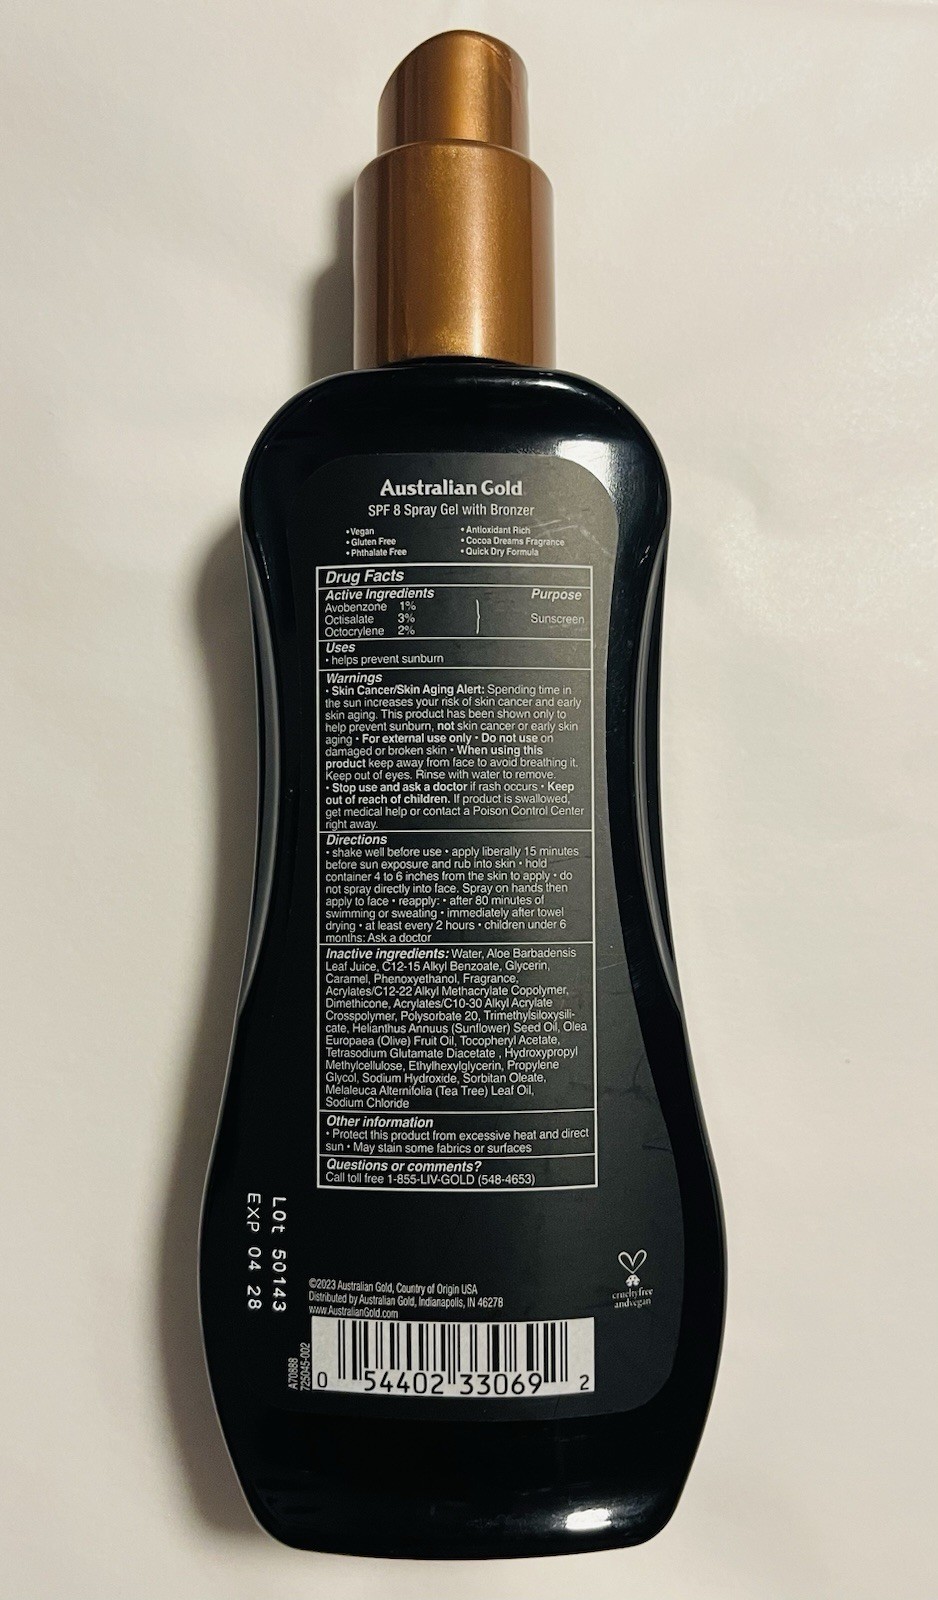 Australian Gold
SPF 8 Spray Gel with Bronzer
• Vegan
• Gluten Free
• Phthalate Free
• Antioxidant Rich
• Cocoa Dreams Fragrance
• Quick Dry Formula
Drug Facts
Active Ingredients Purpose
Avobenzone 1%
Octisalate 3% Sunscreen
Octocrylene 2%
Uses
• helps prevent sunburn
Warnings
• Skin Cancer/Skin Aging Alert: Spending time in
the sun increases your risk of skin cancer and early
skin aging. This product has been shown only to
help prevent sunburn, not skin cancer or early skin
aging • For external use only • Do not use on
damaged or broken skin • When using this
product keep away from face to avoid breathing it.
Keep out of eyes. Rinse with water to remove.
• Stop use and ask a doctor if rash occurs • Keep
out of reach of children. If product is swallowed,
get medical help or contact a Poison Control Center
right away.
Directions
• shake well before use • apply liberally 15 minutes
before sun exposure and rub into skin • hold
container 4 to 6 inches from the skin to apply • do
not spray directly into face. Spray on hands then
apply to face • reapply: • after 80 minutes of
swimming or sweating • immediately after towel
drying • at least every 2 hours • children under 6
months: Ask a doctor
Inactive ingredients: Water, Aloe Barbadensis
Leaf Juice, C12-15 Alkyl Benzoate, Glycerin,
Caramel, Phenoxyethanol, Fragrance,
Acrylates/C12-22 Alkyl Methacrylate Copolymer,
Dimethicone, Acrylates/C10-30 Alkyl Acrylate
Crosspolymer, Polysorbate 20, Trimethylsiloxysili-
cate, Helianthus Annuus (Sunflower) Seed Oil, Olea
Europaea (Olive) Fruit Oil, Tocopheryl Acetate,
Tetrasodium Glutamate Diacetate , Hydroxypropyl
Methylcellulose, Ethylhexylglycerin, Propylene
Glycol, Sodium Hydroxide, Sorbitan Oleate,
Melaleuca Alternifolia (Tea Tree) Leaf Oil,
Sodium Chloride
Other information
• Protect this product from excessive heat and direct
sun • May stain some fabrics or surfaces
Questions or comments?
Call toll free 1-855-LIV-GOLD (548-4653)
LOt 50143
EXP 04 28
©2023 Australian Gold, Country of Origin USA
Distributed by Australian Gold, Indianapolis, IN 46278
www.AustralianGold.com
crueltyfree
andvegan
A70888
725045-002
0 54402 33069 2